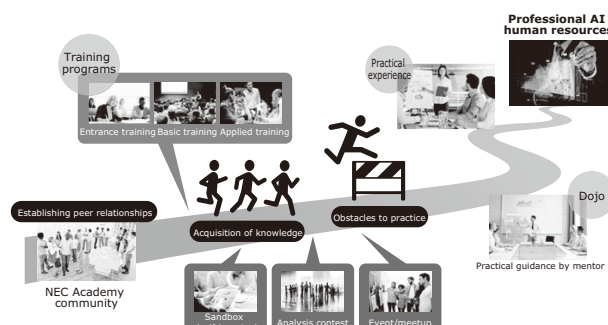 Professional AI
human resources
Training
programs
Practical
experience
Entrance training
Basic training
Applied training
Establishing peer relationships
Acquisition of knowledge
Obstacles to practice
Dojo
NEC Academy
community
Practical guidance by mentor
Sandbox
Analysis contest
Event/meetup